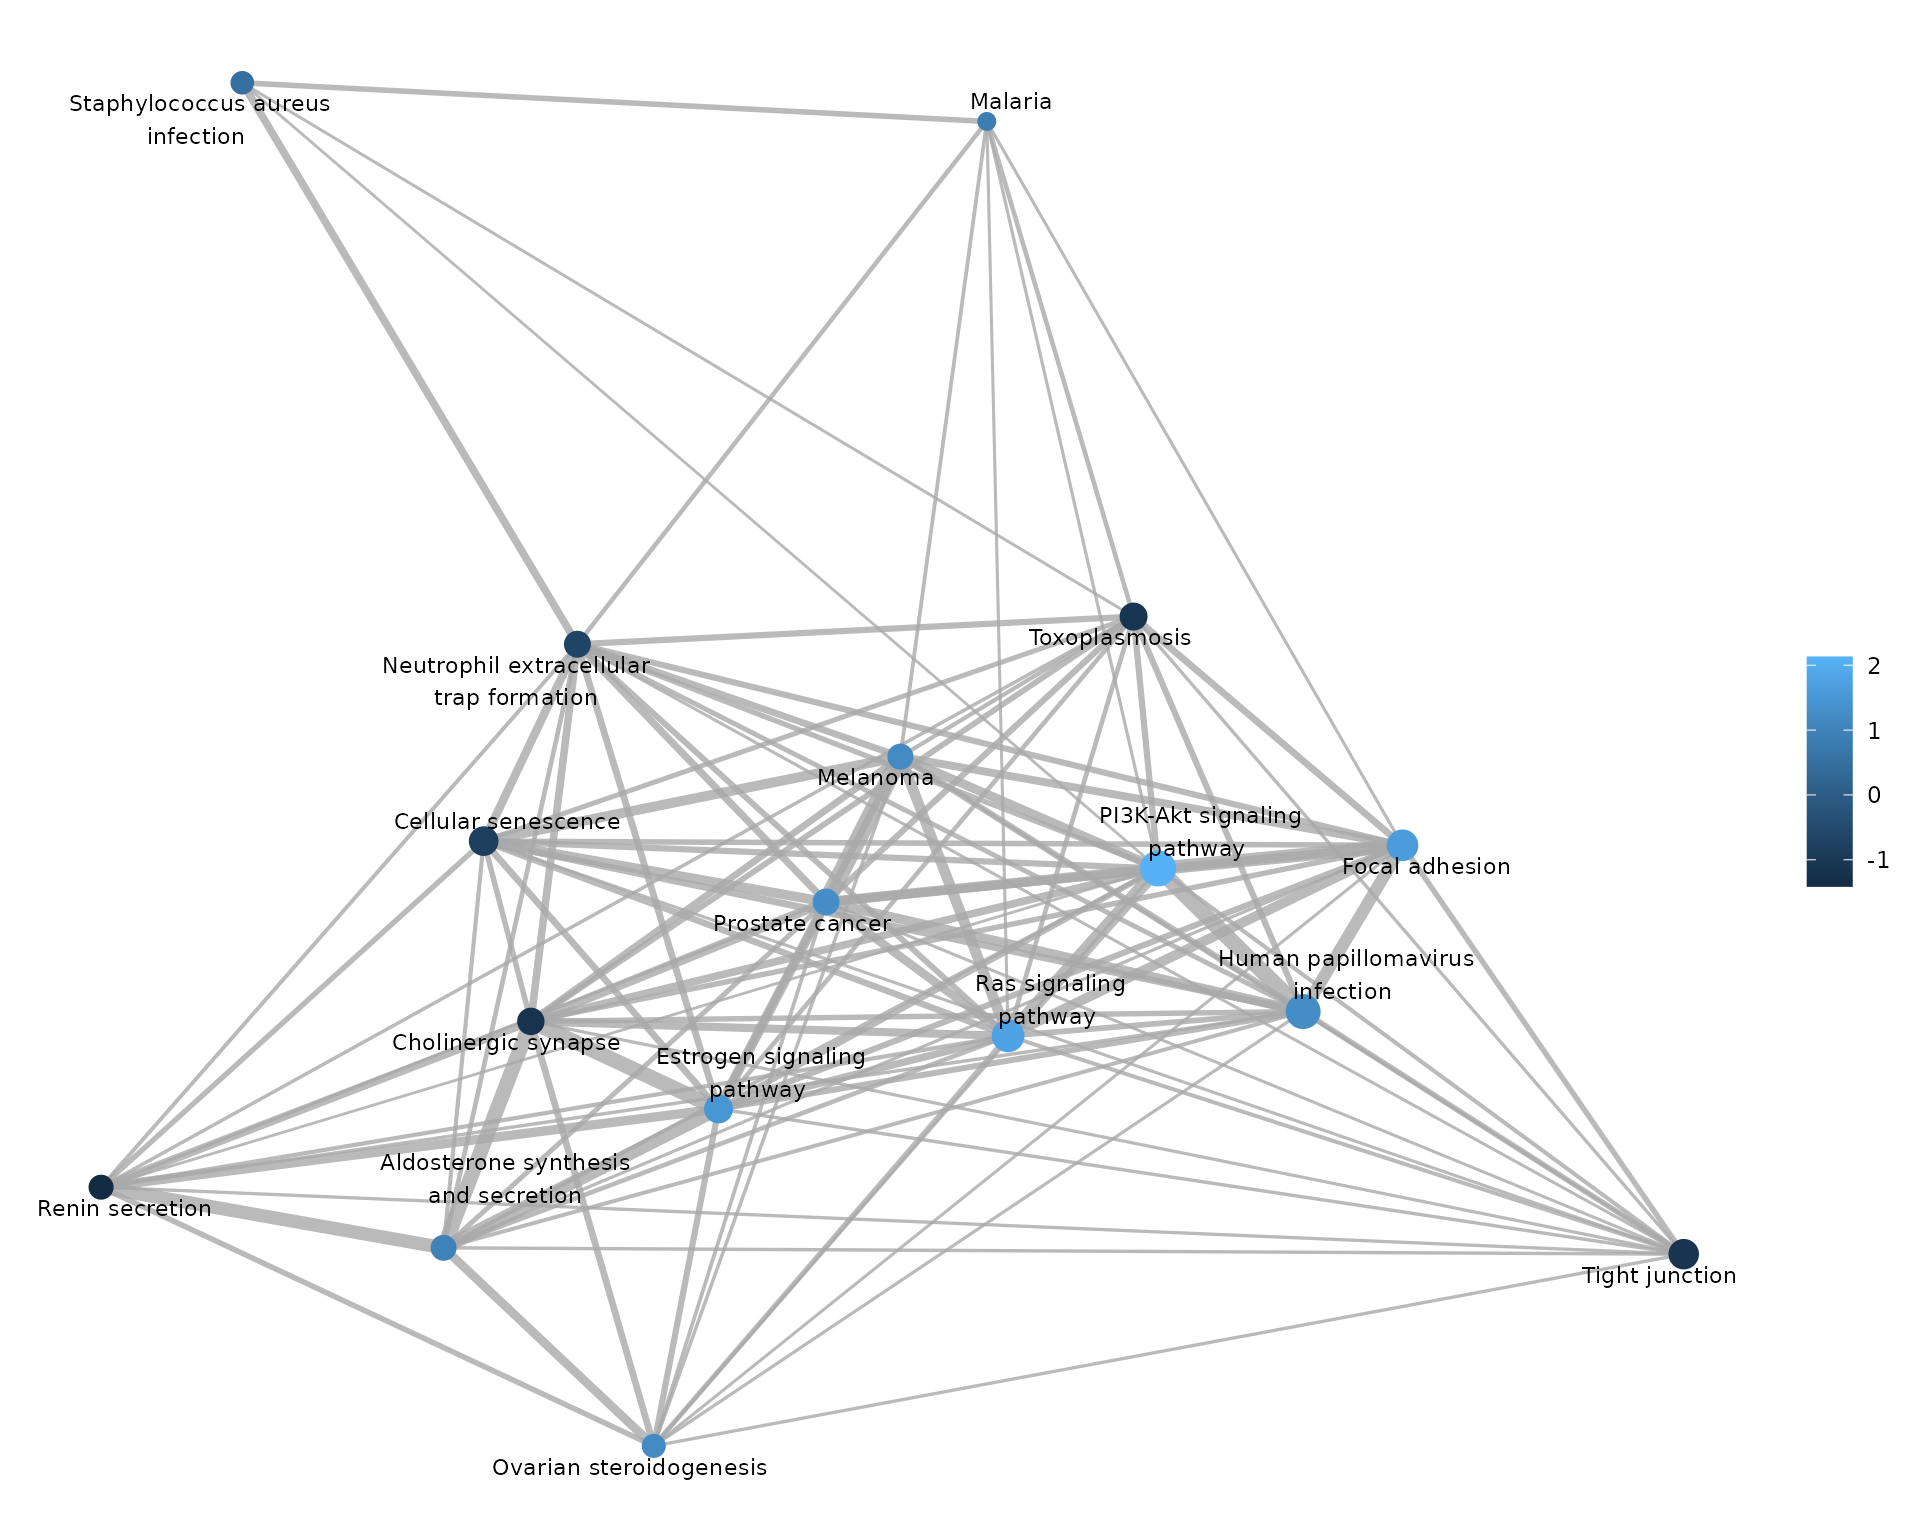 Malaria
Staphylococcus aureus
infection
Toxoplasmosis
Neutrophil extracellular
trap formation
Melanoma
PI3K-Akt signaling
pathway
Cellular senescence
Focal adhesion
Prostate cancer
Human papillomavirus
infection
Ras signaling
pathway
Cholinergic synapse
Estrogen signaling
pathway
Aldosterone synthesis
and secretion
Renin secretion
Tight junction
Ovarian steroidogenesis
2
1
0
-1